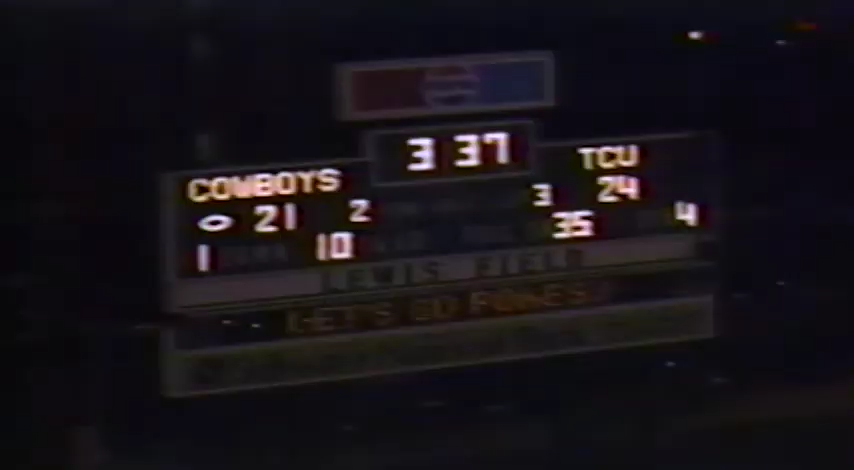 3 37
COWBOYS TCU
21 2 3 24
1 10 35 4
LEWIS FIELD
LET'S GO POKES!